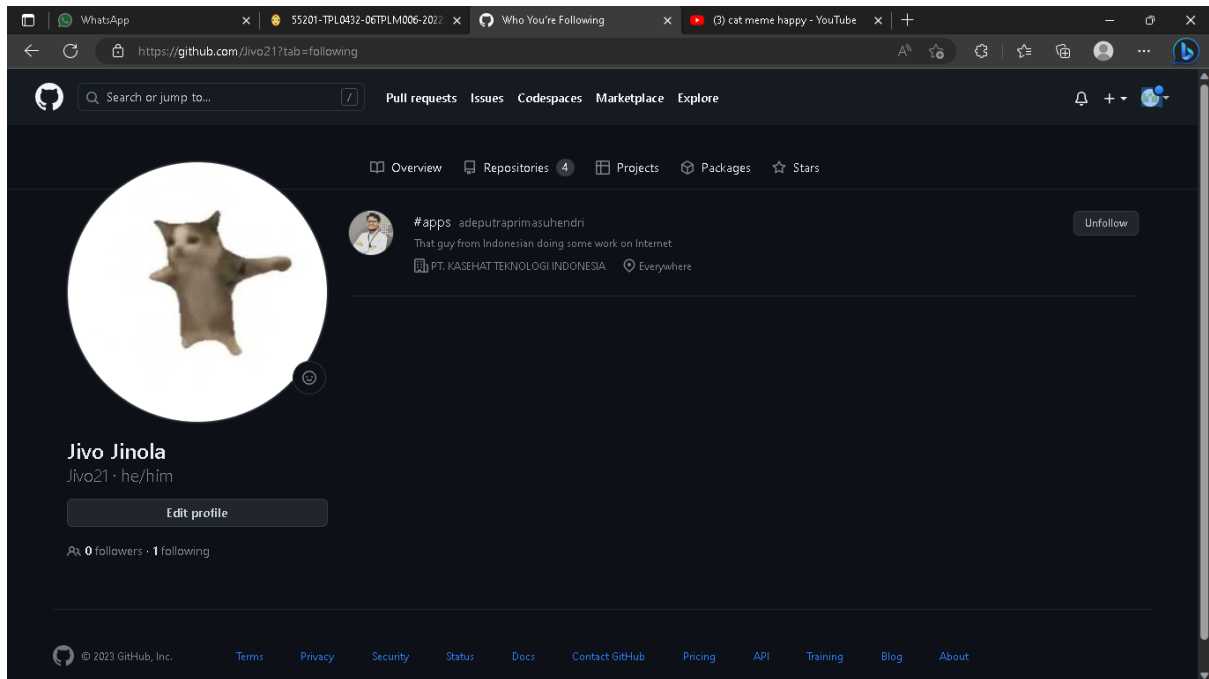 WhatsApp
55201-TPL0432-06TPLM006-2022
Who You're Following
(3) cat meme happy - YouTube
https://github.com/Jivo21?tab=following
Search or jump to...
/
Pull requests Issues Codespaces Marketplace Explore
Overview Repositories 4 Projects Packages Stars
#apps adeputraprimasuhendri
Unfollow
That guy from Indonesian doing some work on Internet
PT. KASEHAT TEKNOLOGI INDONESIA Everywhere
Jivo Jinola
Jivo21 · he/him
Edit profile
0 followers · 1 following
© 2023 GitHub, Inc. Terms Privacy Security Status Docs Contact GitHub Pricing API Training Blog About